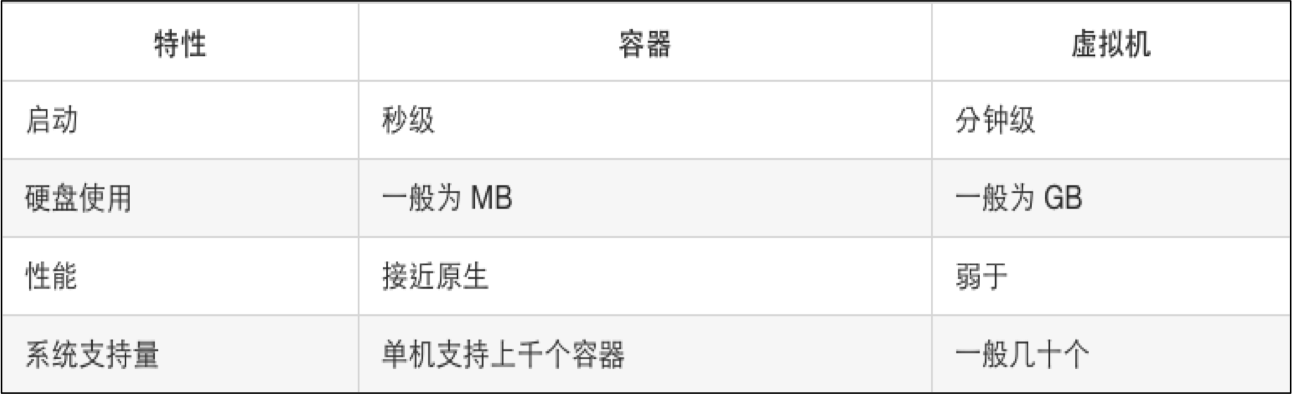 特性 容器 虚拟机
启动 秒级 分钟级
硬盘使用 一般为 MB 一般为 GB
性能 接近原生 弱于
系统支持量 单机支持上千个容器 一般几十个